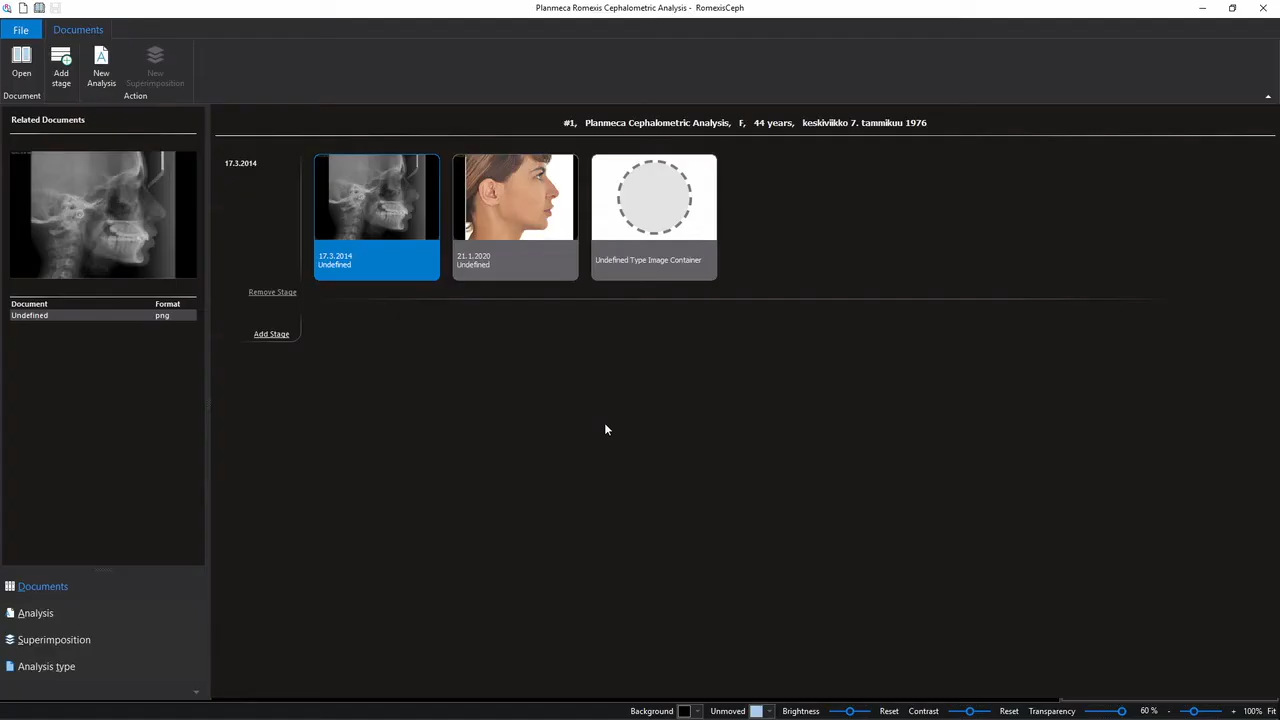 Planmeca Romexis Cephalometric Analysis - RomexisCeph
File Documents
Open
Add
stage
New
Analysis
New
Superimposition
Document
Action
Related Documents
#1, Planmeca Cephalometric Analysis, F, 44 years, keskiviikko 7. tammikuu 1976
17.3.2014
17.3.2014
Undefined
21.1.2020
Undefined
Undefined Type Image Container
Remove Stage
Add Stage
Document Format
Undefined png
Documents
Analysis
Superimposition
Analysis type
Background Unmoved Brightness Reset Contrast Reset Transparency 60 % - + 100% Fit